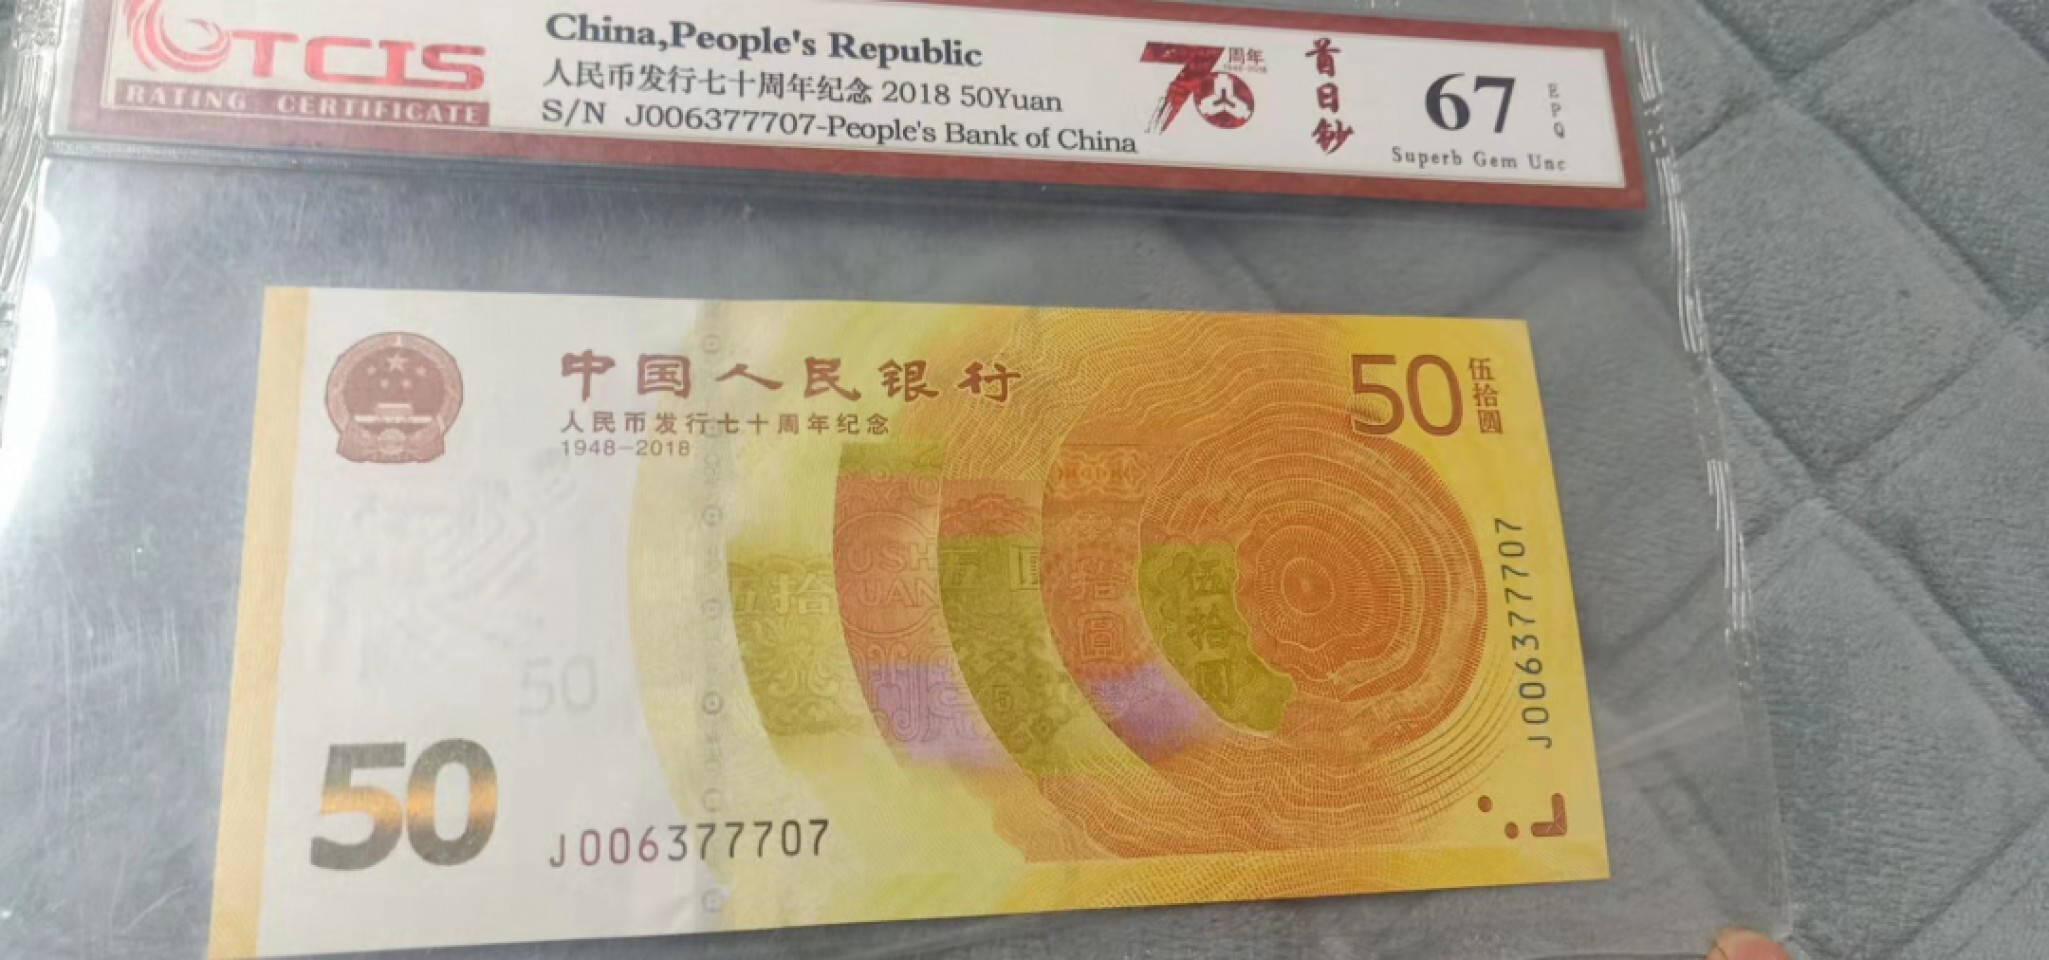 TCIS
RATING CERTIFICATE
China,People's Republic
人民币发行七十周年纪念 2018 50Yuan
S/N J006377707-People's Bank of China
70周年
1948-2018
首日钞
67
EPQ
Superb Gem Unc
中国人民银行
人民币发行七十周年纪念
1948-2018
50
伍拾圆
伍拾圆
50
50
J006377707
J006377707